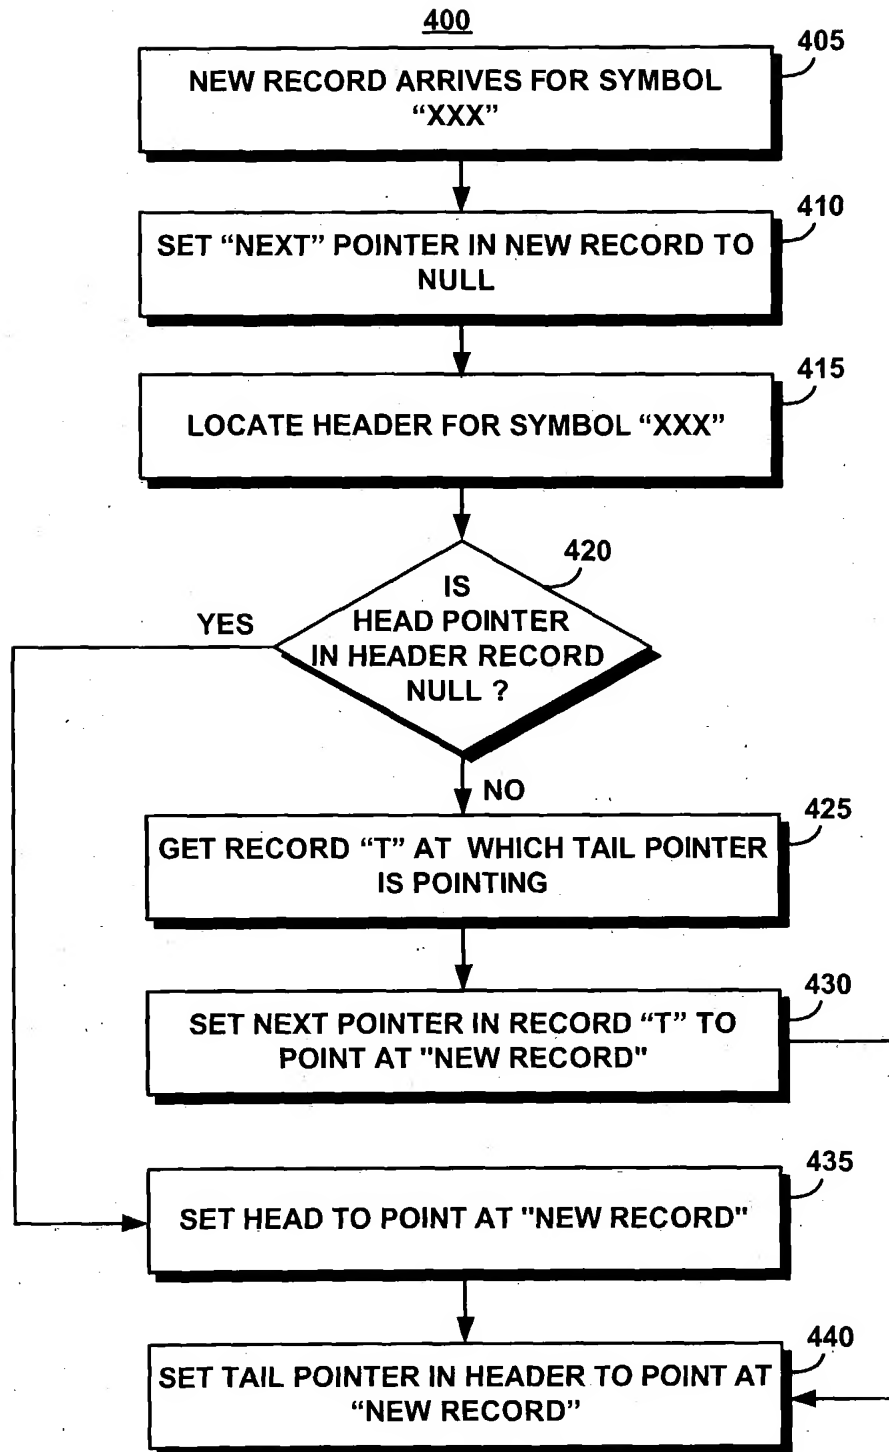 400
405
NEW RECORD ARRIVES FOR SYMBOL
“XXX”
410
SET “NEXT” POINTER IN NEW RECORD TO
NULL
415
LOCATE HEADER FOR SYMBOL “XXX”
420
IS
HEAD POINTER
IN HEADER RECORD
NULL ?
YES
NO
425
GET RECORD “T” AT WHICH TAIL POINTER
IS POINTING
430
SET NEXT POINTER IN RECORD “T” TO
POINT AT "NEW RECORD"
435
SET HEAD TO POINT AT "NEW RECORD"
440
SET TAIL POINTER IN HEADER TO POINT AT
“NEW RECORD”